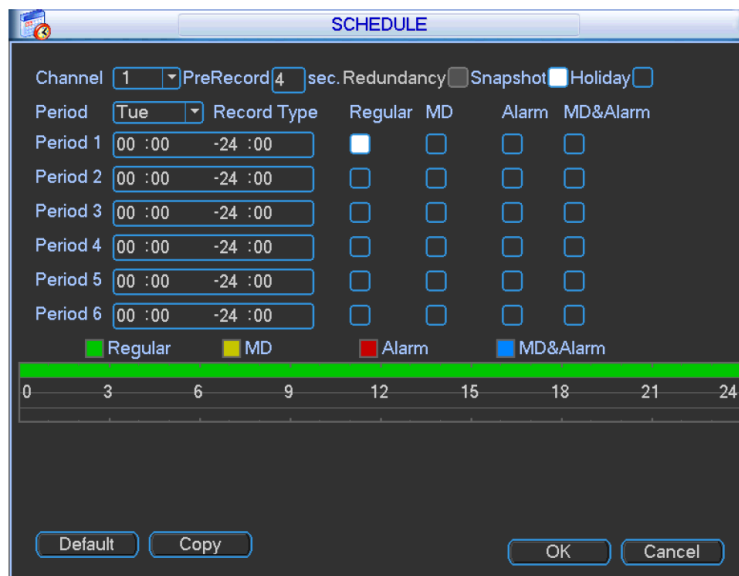 SCHEDULE
Channel 1 PreRecord 4 sec. Redundancy Snapshot Holiday
Period Tue Record Type Regular MD Alarm MD&Alarm
Period 1 00 :00 -24 :00
Period 2 00 :00 -24 :00
Period 3 00 :00 -24 :00
Period 4 00 :00 -24 :00
Period 5 00 :00 -24 :00
Period 6 00 :00 -24 :00
Regular MD Alarm MD&Alarm
0 3 6 9 12 15 18 21 24
Default Copy OK Cancel